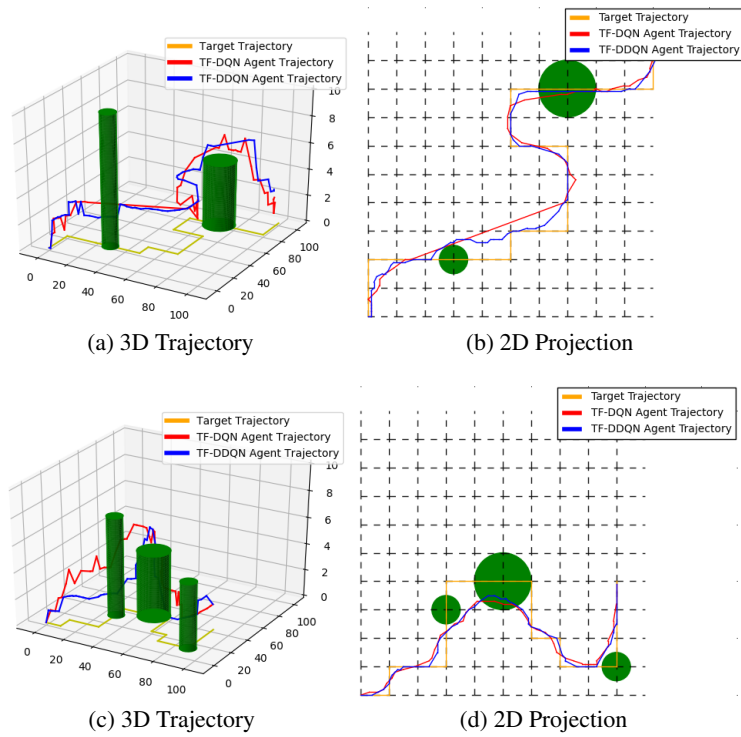 Target Trajectory
TF-DQN Agent Trajectory
TF-DDQN Agent Trajectory
10
8
6
4
2
0
0
20
40
60
80
100
0
20
40
60
80
100
(a) 3D Trajectory
Target Trajectory
TF-DQN Agent Trajectory
TF-DDQN Agent Trajectory
(b) 2D Projection
Target Trajectory
TF-DQN Agent Trajectory
TF-DDQN Agent Trajectory
10
8
6
4
2
0
0
20
40
60
80
100
0
20
40
60
80
100
(c) 3D Trajectory
Target Trajectory
TF-DQN Agent Trajectory
TF-DDQN Agent Trajectory
(d) 2D Projection